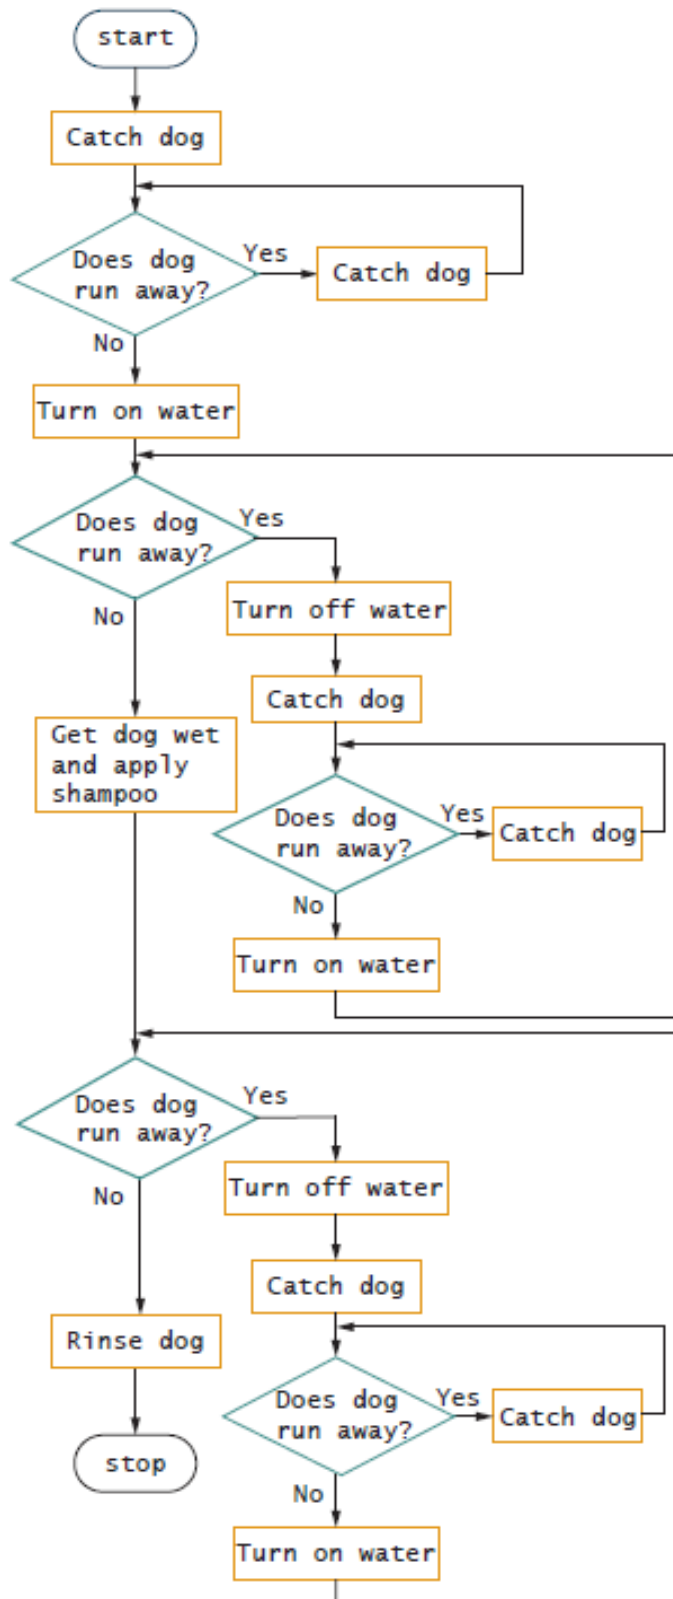 start
Catch dog
Does dog
run away?
Yes
Catch dog
No
Turn on water
Does dog
run away?
Yes
Turn off water
No
Catch dog
Get dog wet
and apply
shampoo
Does dog
run away?
Yes
Catch dog
No
Turn on water
Does dog
run away?
Yes
Turn off water
No
Catch dog
Rinse dog
Does dog
run away?
Yes
Catch dog
stop
No
Turn on water